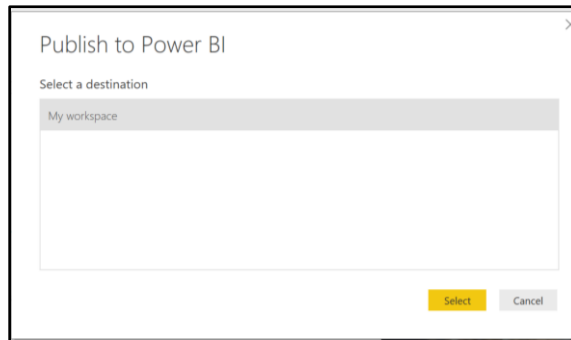 Publish to Power BI
Select a destination
My workspace
Select Cancel